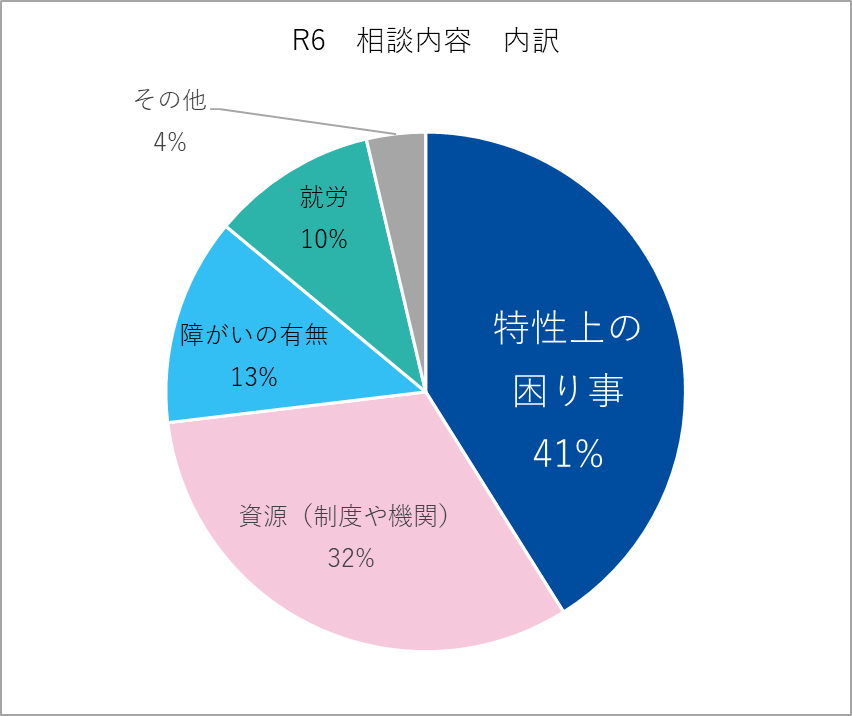 R6　相談内容　内訳
その他
4%
就労
10%
障がいの有無
13%
特性上の
困り事
41%
資源（制度や機関）
32%